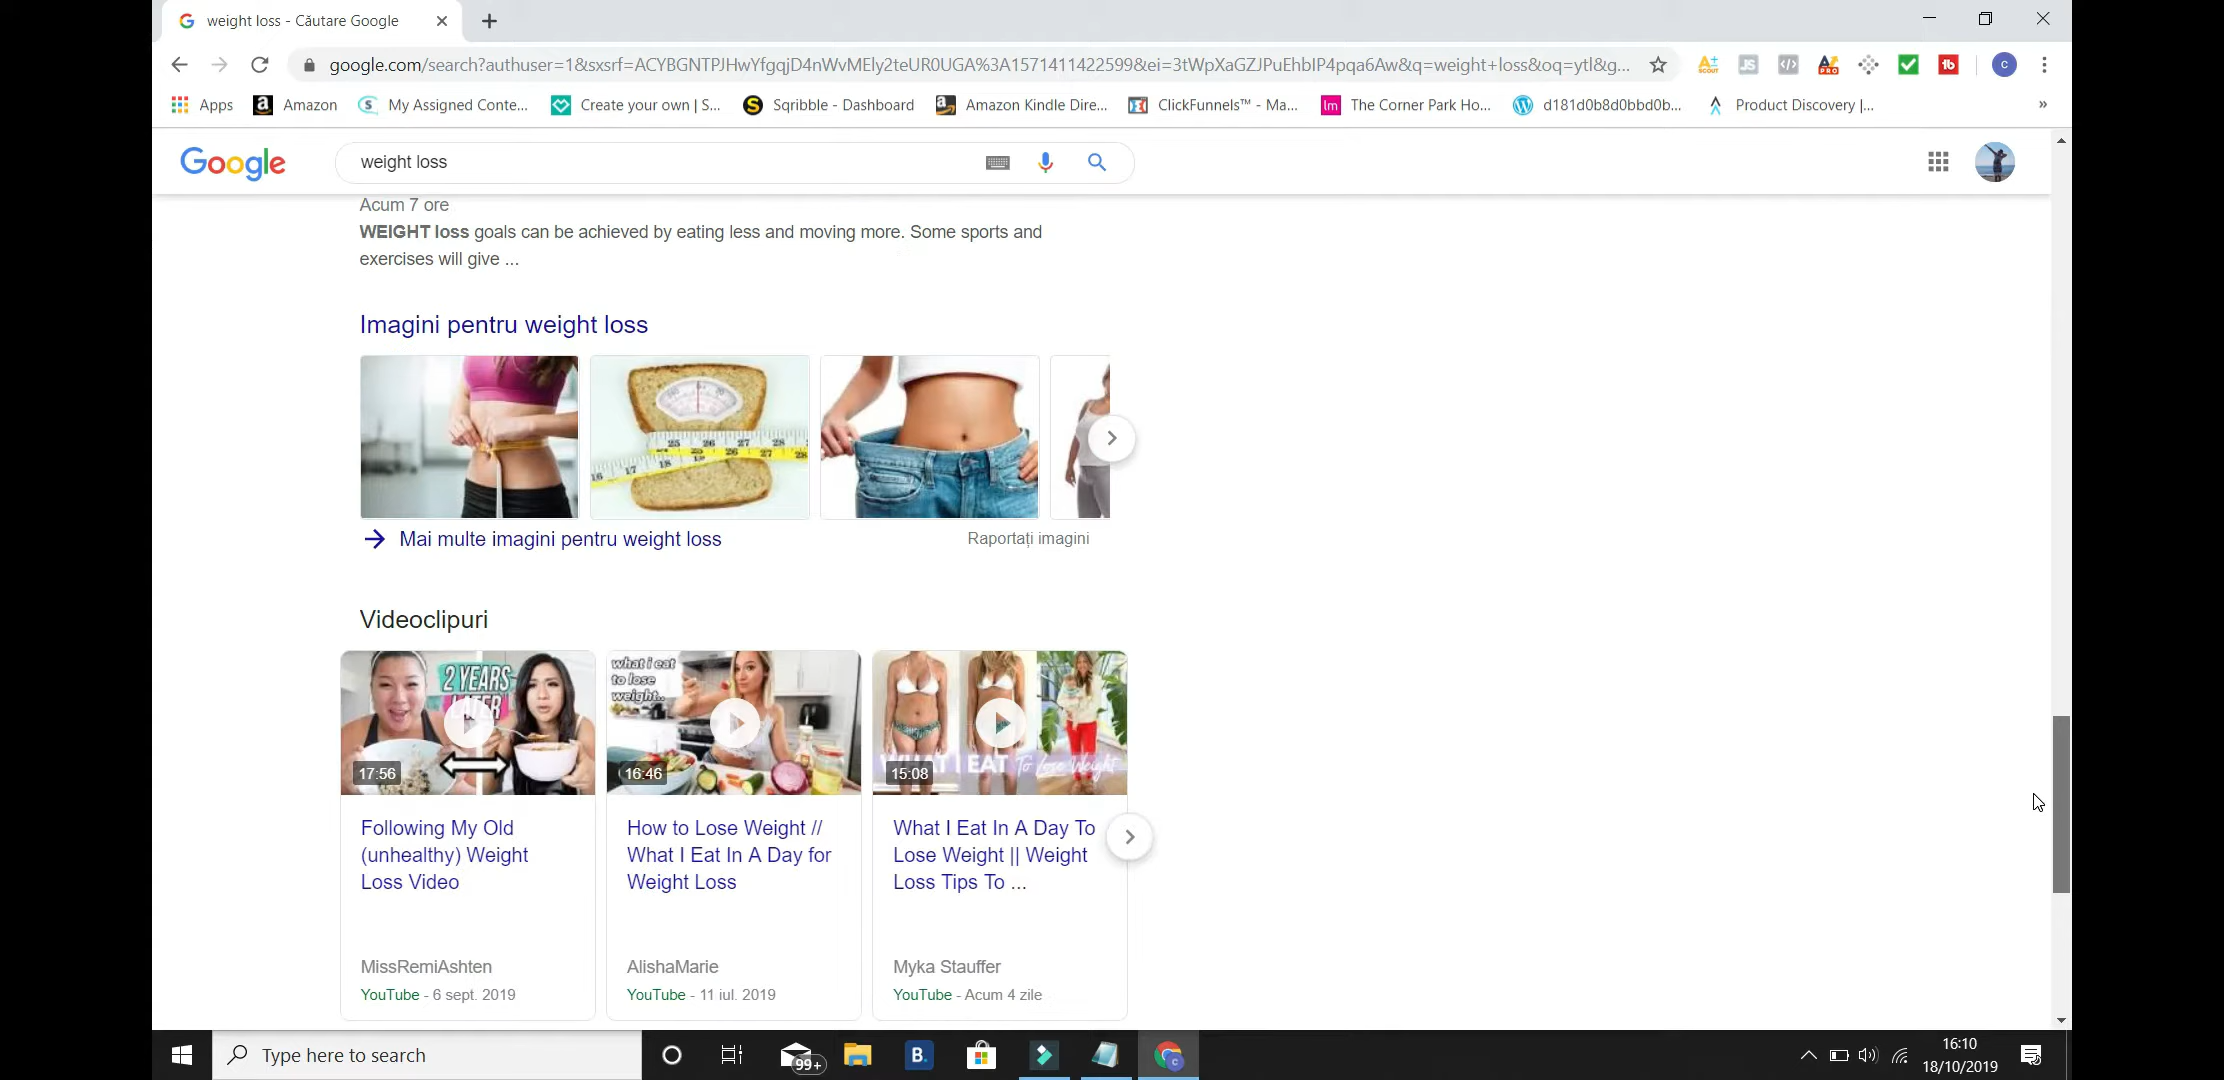 weight loss - Căutare Google
google.com/search?authuser=1&sxsrf=ACYBGNTPJHwYfgqjD4nWvMEly2teUR0UGA%3A1571411422599&ei=3tWpXaGZJPuEhbIP4pqa6Aw&q=weight+loss&oq=ytl&g...
Apps Amazon My Assigned Conte... Create your own | S... Sqribble - Dashboard Amazon Kindle Dire... ClickFunnels™ - Ma... The Corner Park Ho... d181d0b8d0bbd0b... Product Discovery |... »
Google weight loss
Acum 7 ore
WEIGHT loss goals can be achieved by eating less and moving more. Some sports and
exercises will give ...
Imagini pentru weight loss
Mai multe imagini pentru weight loss
Raportați imagini
Videoclipuri
2 YEARS
LATER
17:56
what i eat
to lose
weight..
16:46
WHAT I EAT To Lose Weight
15:08
Following My Old
(unhealthy) Weight
Loss Video
MissRemiAshten
YouTube - 6 sept. 2019
How to Lose Weight //
What I Eat In A Day for
Weight Loss
AlishaMarie
YouTube - 11 iul. 2019
What I Eat In A Day To
Lose Weight || Weight
Loss Tips To ...
Myka Stauffer
YouTube - Acum 4 zile
Type here to search
99+
B.
16:10
18/10/2019